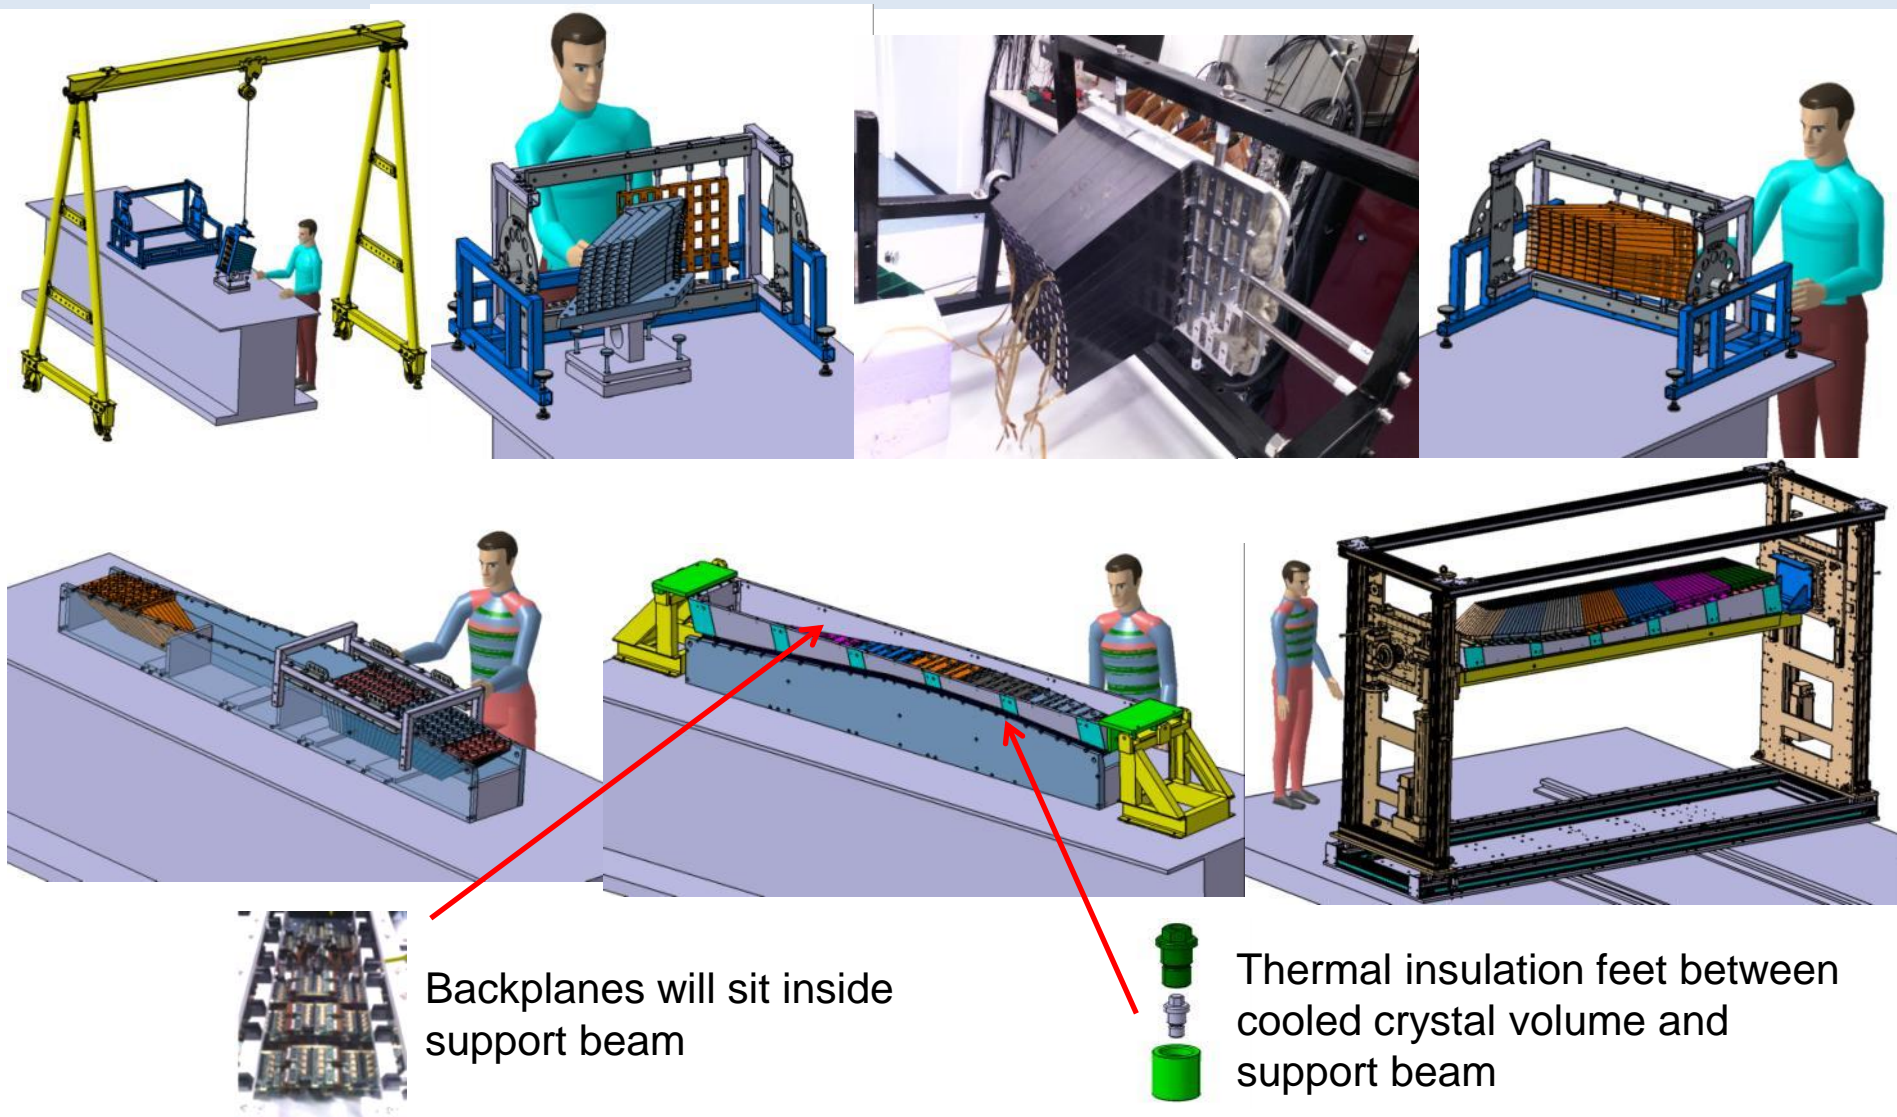 Backplanes will sit inside
support beam
Thermal insulation feet between
cooled crystal volume and
support beam